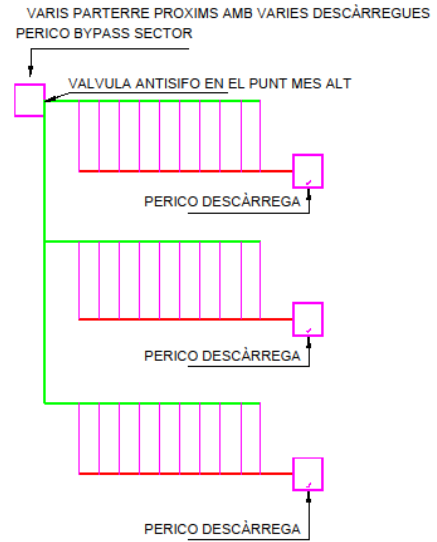 VARIS PARTERRE PROXIMS AMB VARIES DESCÀRREGUES
PERICO BYPASS SECTOR
VALVULA ANTISIFO EN EL PUNT MES ALT
PERICO DESCÀRREGA
PERICO DESCÀRREGA
PERICO DESCÀRREGA